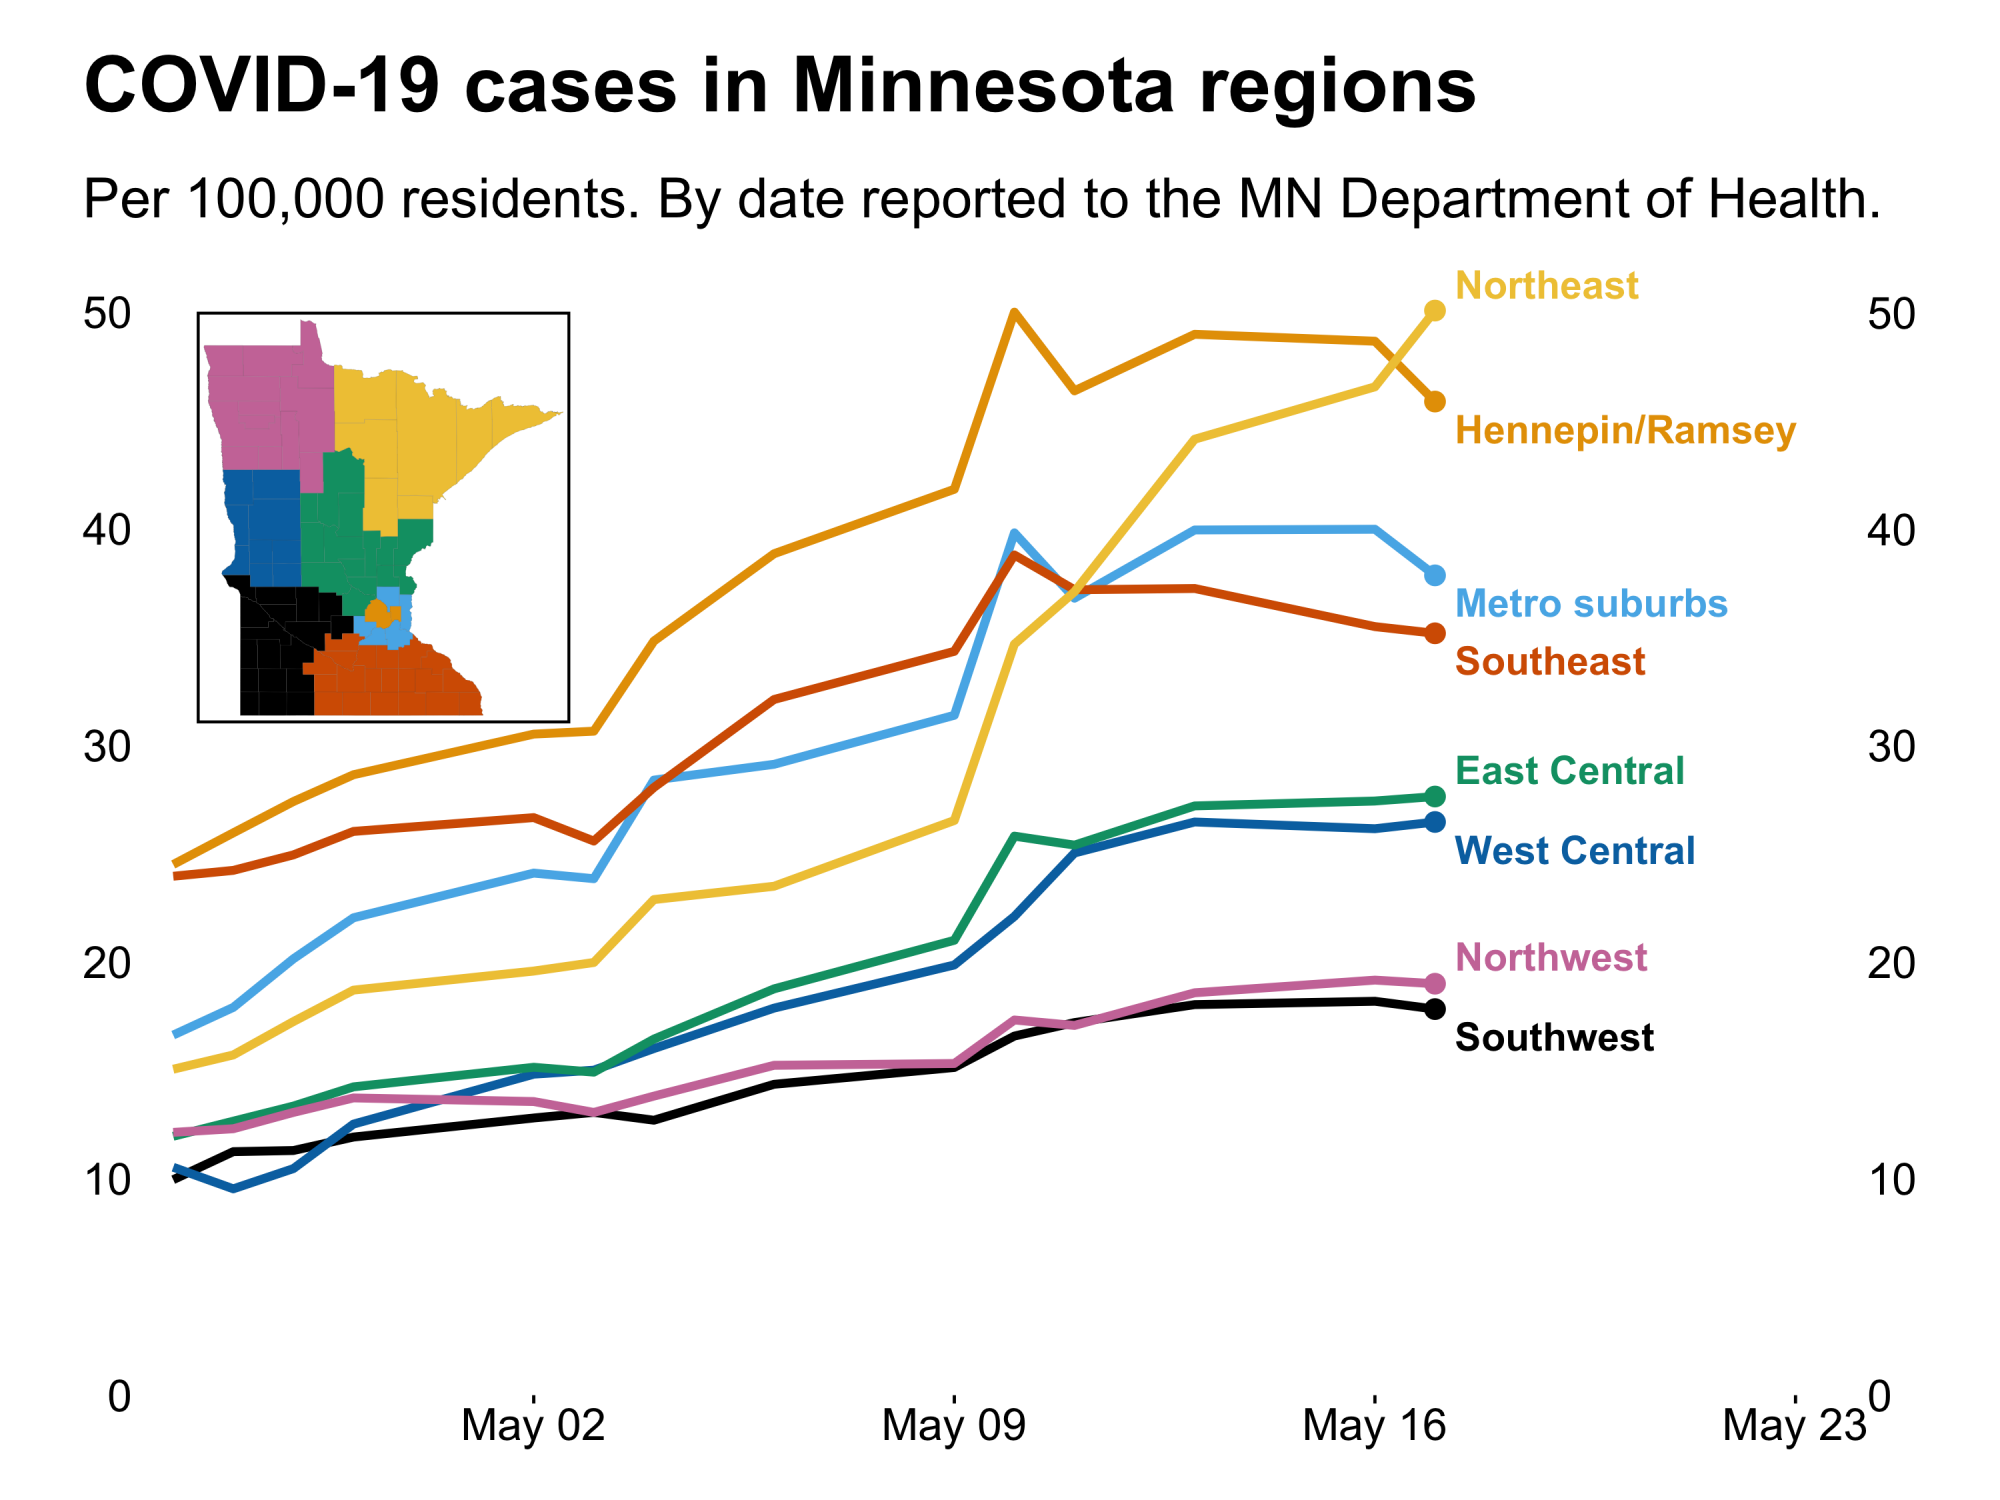 COVID-19 cases in Minnesota regions
Per 100,000 residents. By date reported to the MN Department of Health.
50
40
30
20
10
0
Northeast
Hennepin/Ramsey
Metro suburbs
Southeast
East Central
West Central
Northwest
Southwest
50
40
30
20
10
0
May 02
May 09
May 16
May 23